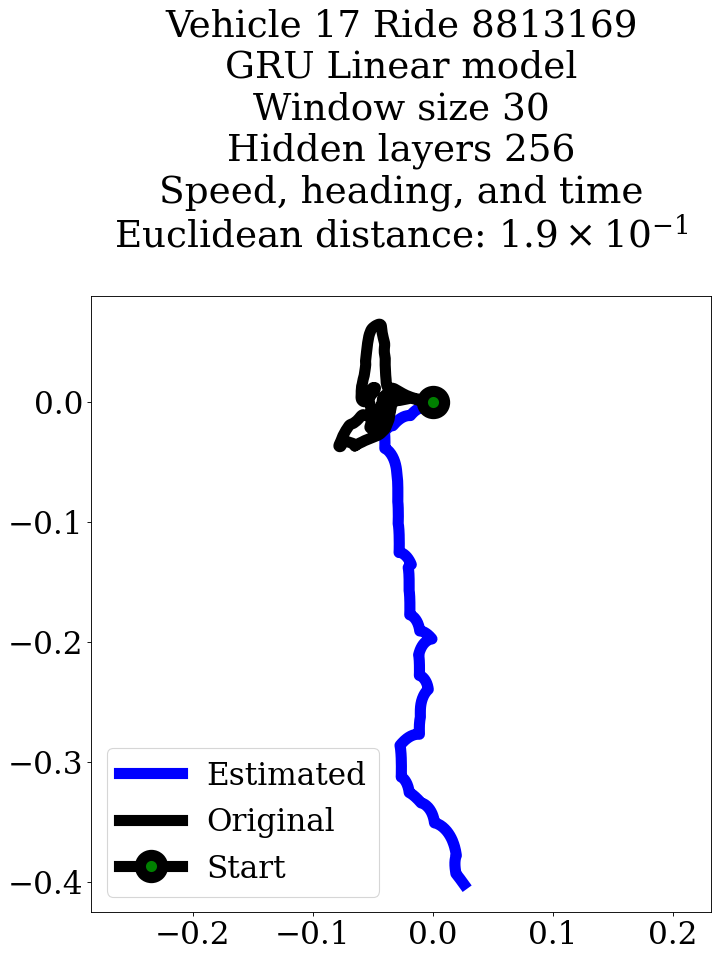 Vehicle 17 Ride 8813169
GRU Linear model
Window size 30
Hidden layers 256
Speed, heading, and time
Euclidean distance: 1.9 × 10⁻¹
0.0
−0.1
−0.2
−0.3
−0.4
Estimated
Original
Start
−0.2 −0.1 0.0 0.1 0.2